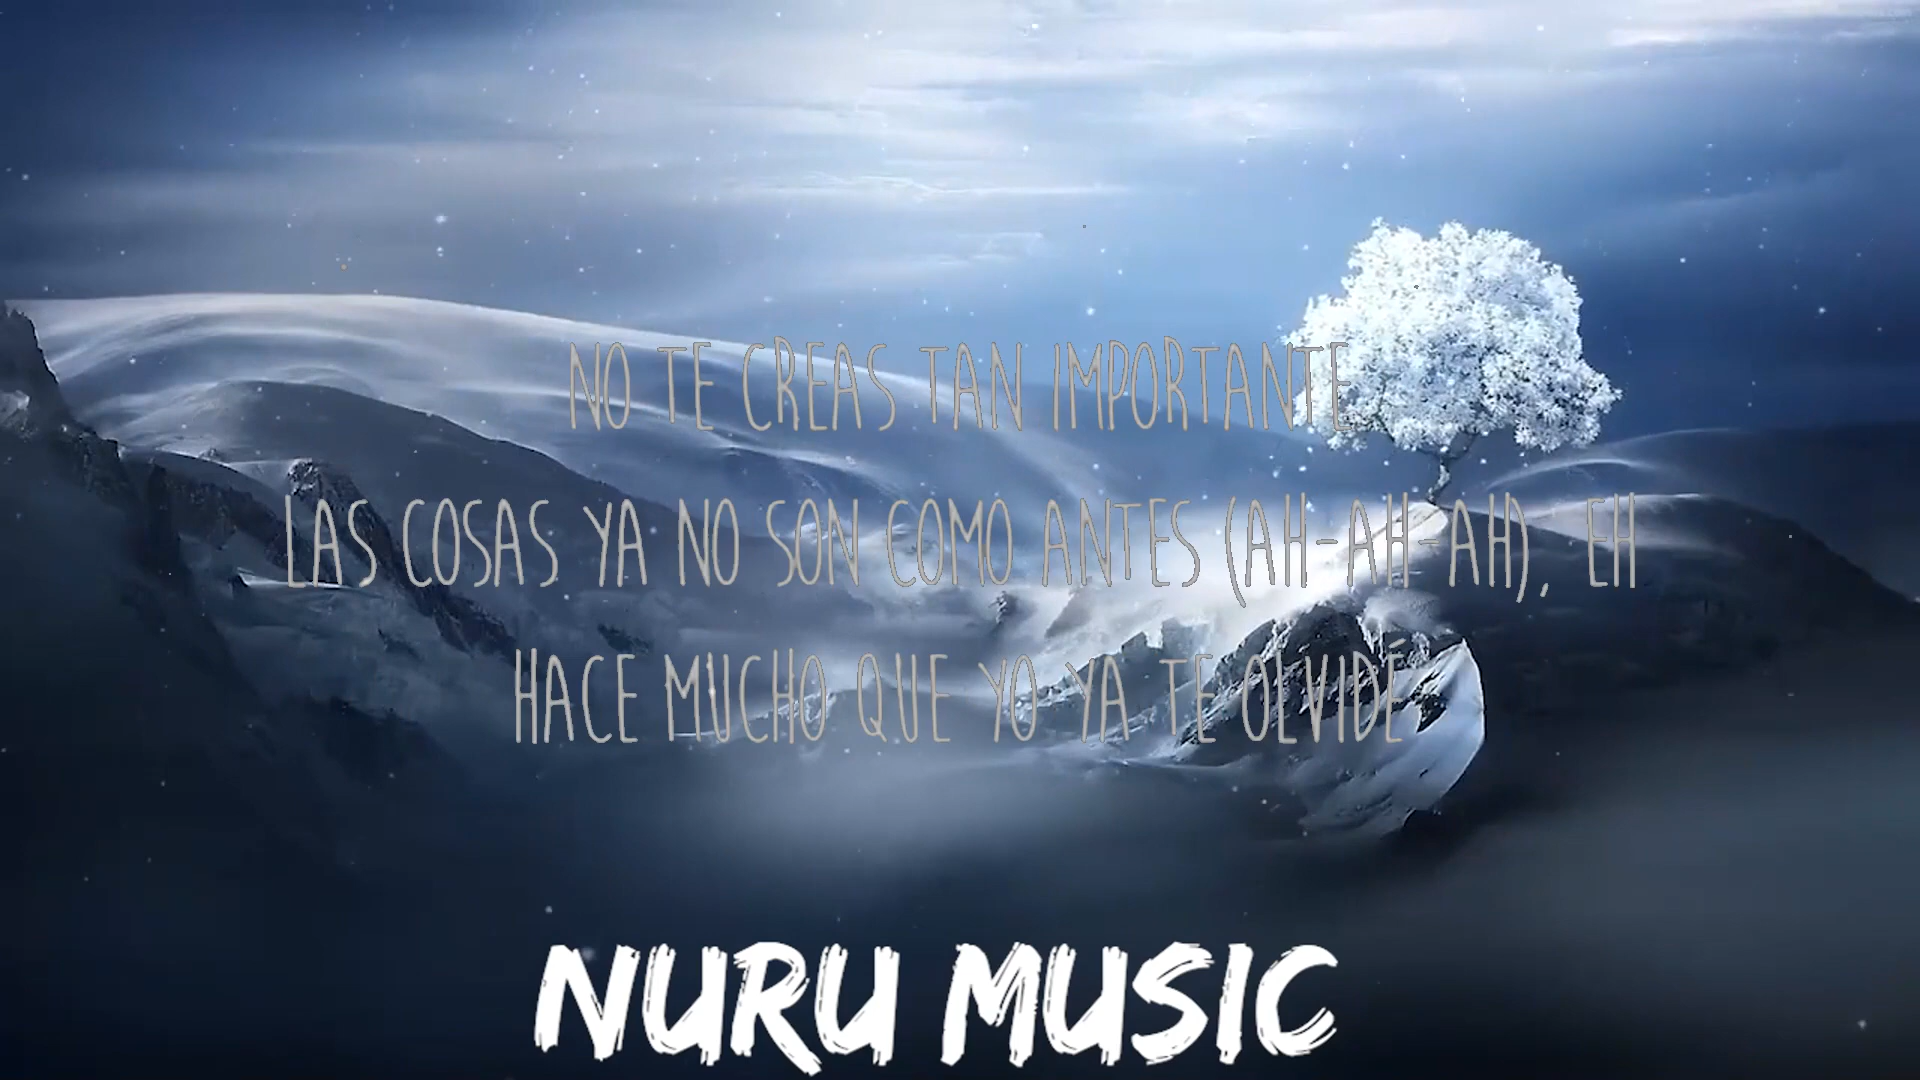 NO TE CREAS TAN IMPORTANTE
LAS COSAS YA NO SON COMO ANTES (AH-AH-AH), EH
HACE MUCHO QUE YO YA TE OLVIDÉ
NURU MUSIC